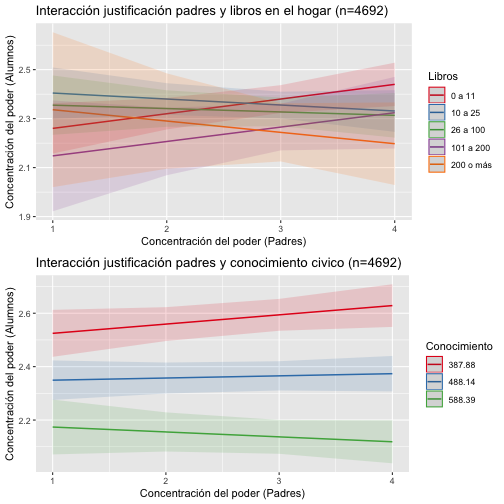 Interacción justificación padres y libros en el hogar (n=4692)
Concentración del poder (Alumnos)
2.5
2.3
2.1
1.9
1 2 3 4
Concentración del poder (Padres)
Libros
0 a 11
10 a 25
26 a 100
101 a 200
200 o más
Interacción justificación padres y conocimiento civico (n=4692)
Concentración del poder (Alumnos)
2.6
2.4
2.2
1 2 3 4
Concentración del poder (Padres)
Conocimiento
387.88
488.14
588.39